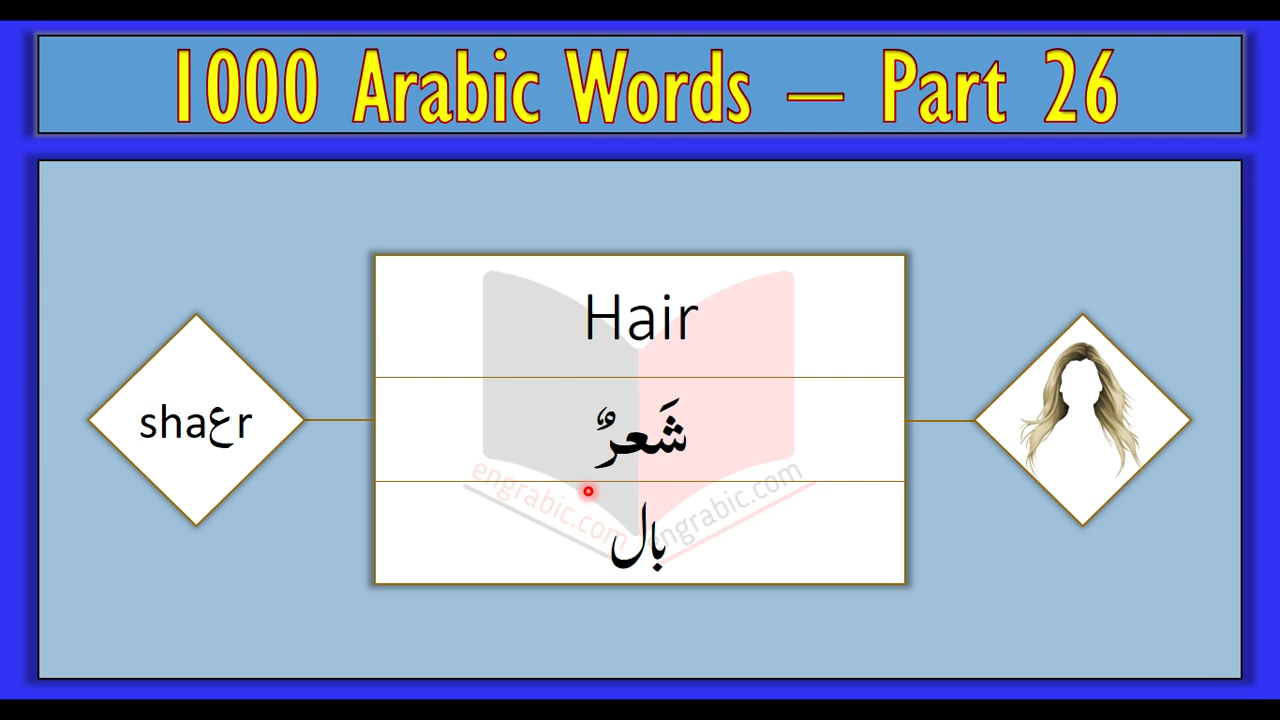 1000 Arabic Words – Part 26
Hair
shaعr
شَعرٌ
بال
engrabic.com engrabic.com